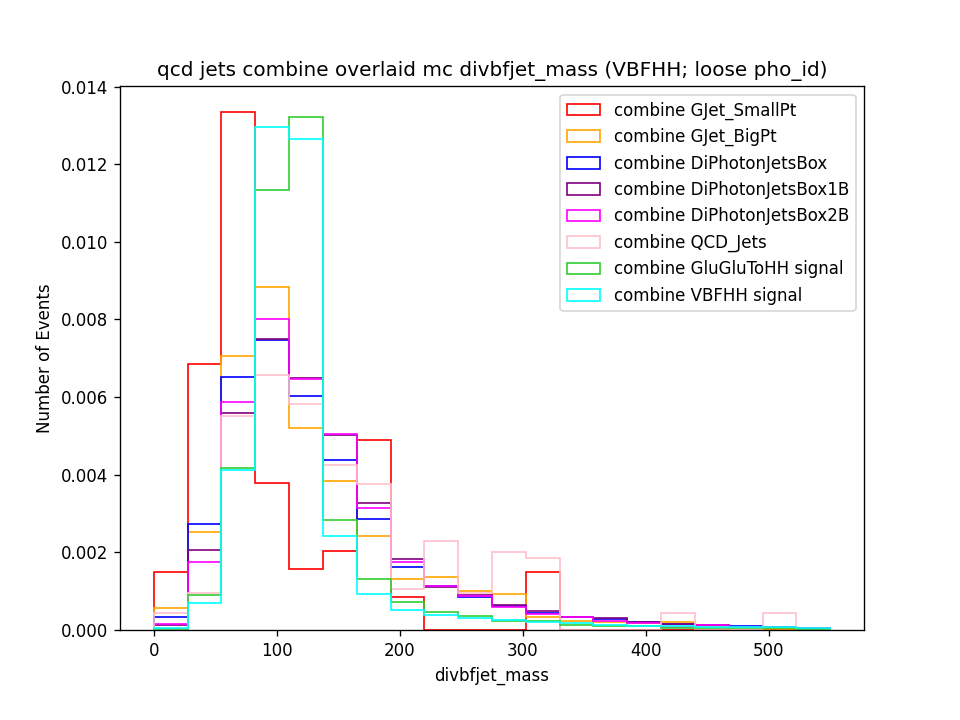 qcd jets combine overlaid mc divbfjet_mass (VBFHH; loose pho_id)
0.014
0.012
0.010
0.008
0.006
0.004
0.002
0.000
Number of Events
combine GJet_SmallPt
combine GJet_BigPt
combine DiPhotonJetsBox
combine DiPhotonJetsBox1B
combine DiPhotonJetsBox2B
combine QCD_Jets
combine GluGluToHH signal
combine VBFHH signal
0 100 200 300 400 500
divbfjet_mass